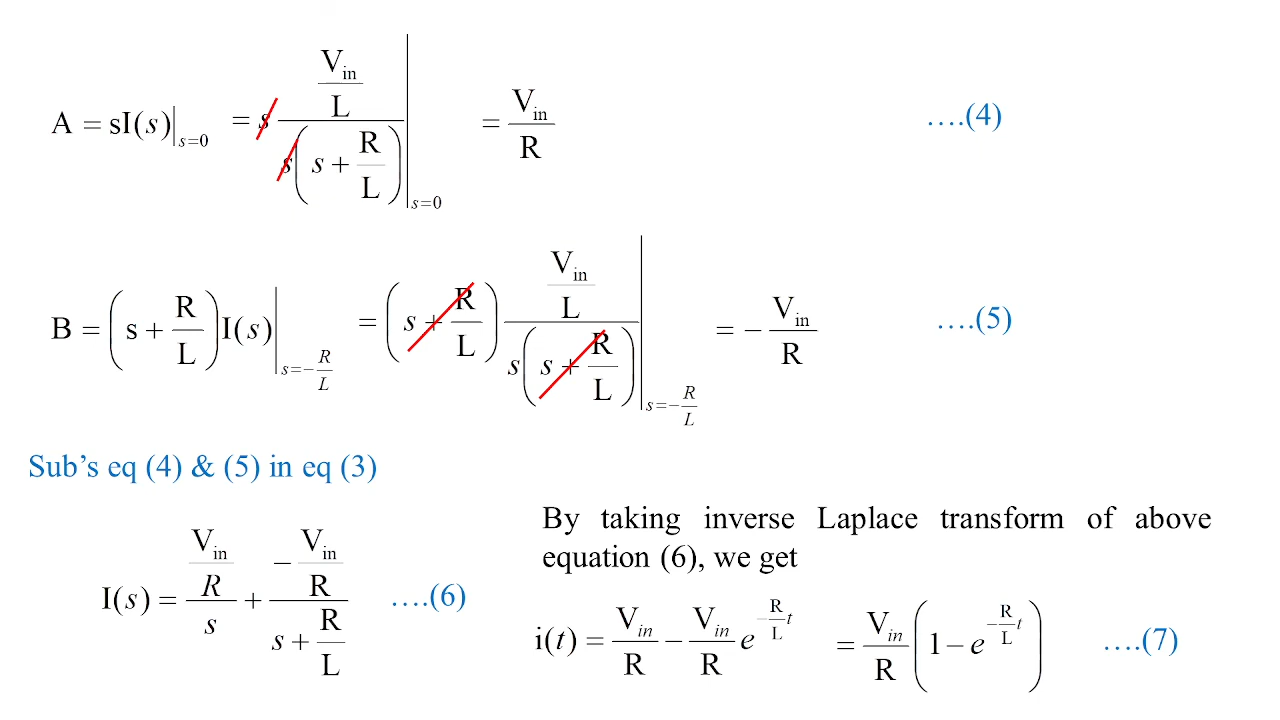 A = sI(s)|s=0 = s (Vin/L)/(s(s + R/L))|s=0 = Vin/R ….(4)
B = (s + R/L)I(s)|s=−R/L = (s + R/L) (Vin/L)/(s(s + R/L))|s=−R/L = −Vin/R ….(5)
Sub’s eq (4) & (5) in eq (3)
I(s) = (Vin/R)/s + (−Vin/R)/(s + R/L) ….(6)
By taking inverse Laplace transform of above
equation (6), we get
i(t) = Vin/R − Vin/R e^(−R/L t) = Vin/R (1 − e^(−R/L t)) ….(7)